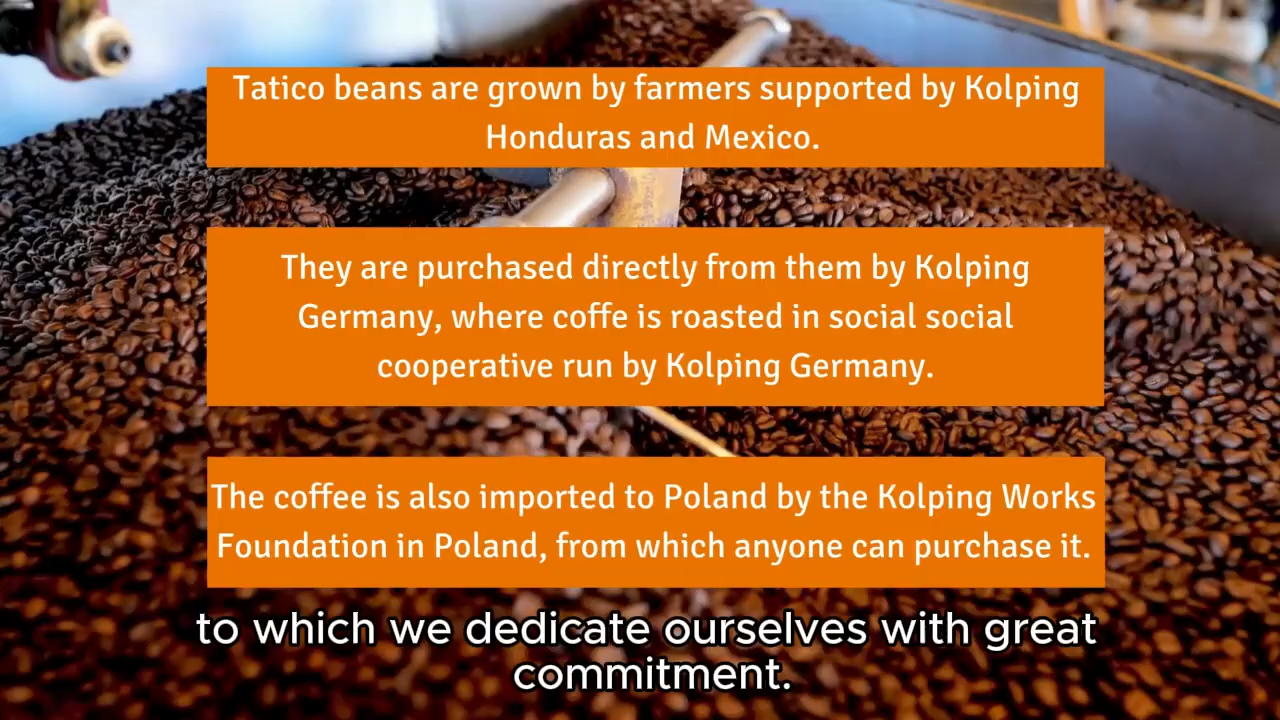 Tatico beans are grown by farmers supported by Kolping
Honduras and Mexico.
They are purchased directly from them by Kolping
Germany, where coffe is roasted in social social
cooperative run by Kolping Germany.
The coffee is also imported to Poland by the Kolping Works
Foundation in Poland, from which anyone can purchase it.
to which we dedicate ourselves with great
commitment.